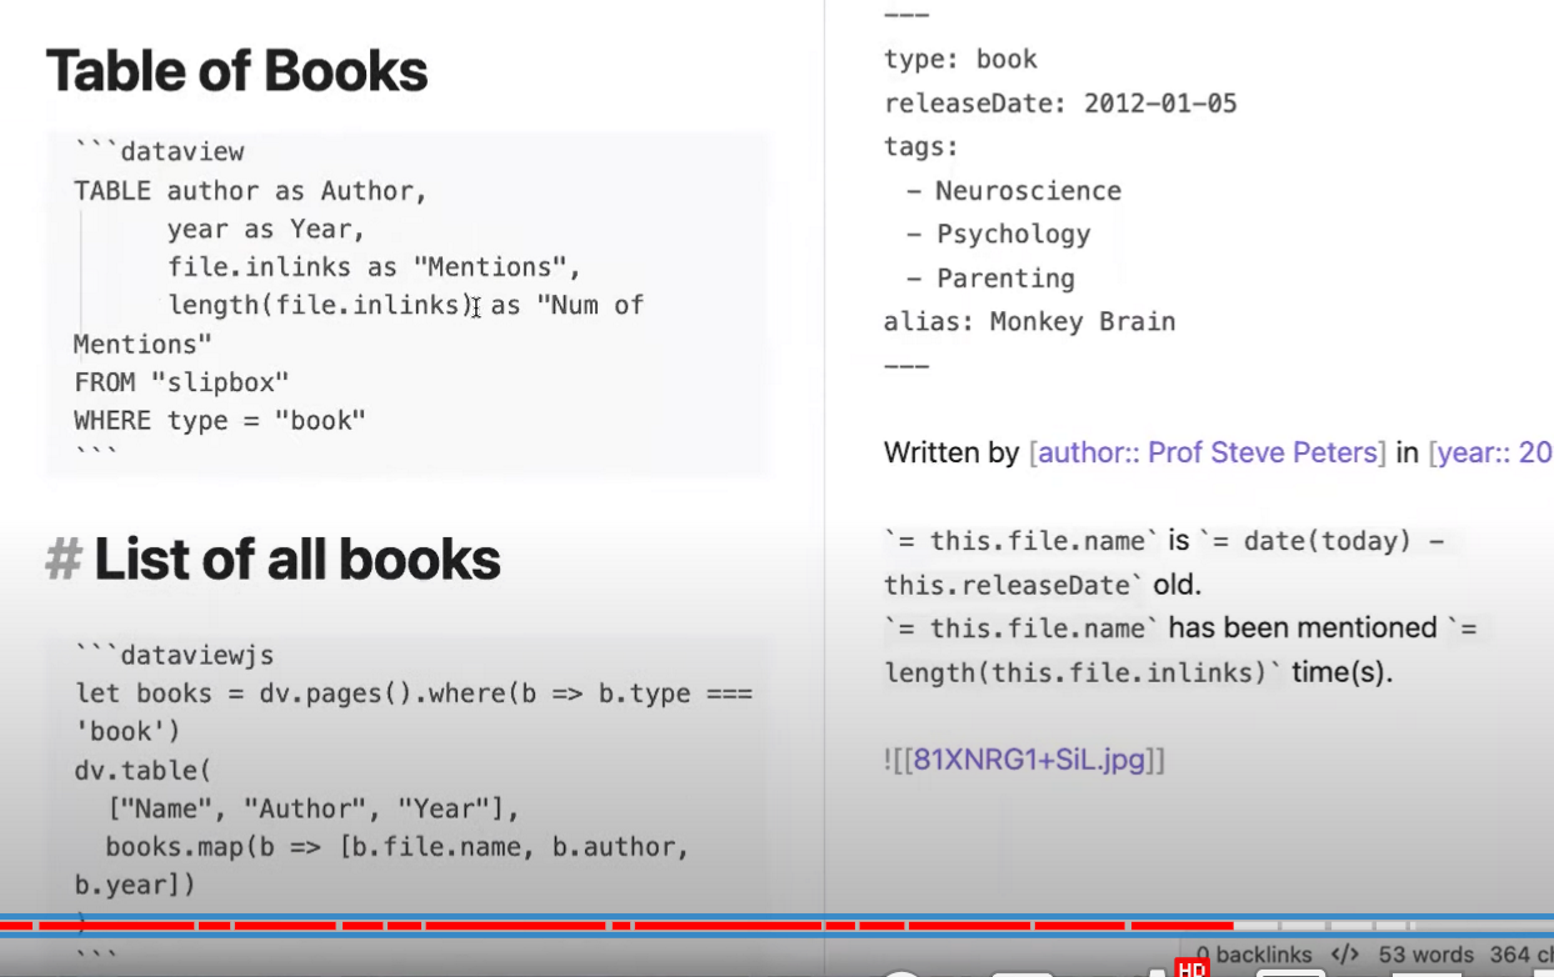 Table of Books
```dataview
TABLE author as Author,
year as Year,
file.inlinks as "Mentions",
length(file.inlinks) as "Num of
Mentions"
FROM "slipbox"
WHERE type = "book"
```
# List of all books
```dataviewjs
let books = dv.pages().where(b => b.type ===
'book')
dv.table(
["Name", "Author", "Year"],
books.map(b => [b.file.name, b.author,
b.year])
)
```
---
type: book
releaseDate: 2012-01-05
tags:
- Neuroscience
- Psychology
- Parenting
alias: Monkey Brain
---
Written by [author:: Prof Steve Peters] in [year:: 20
`= this.file.name` is `= date(today) -
this.releaseDate` old.
`= this.file.name` has been mentioned `=
length(this.file.inlinks)` time(s).
![[81XNRG1+SiL.jpg]]
0 backlinks </> 53 words 364 ch
HD